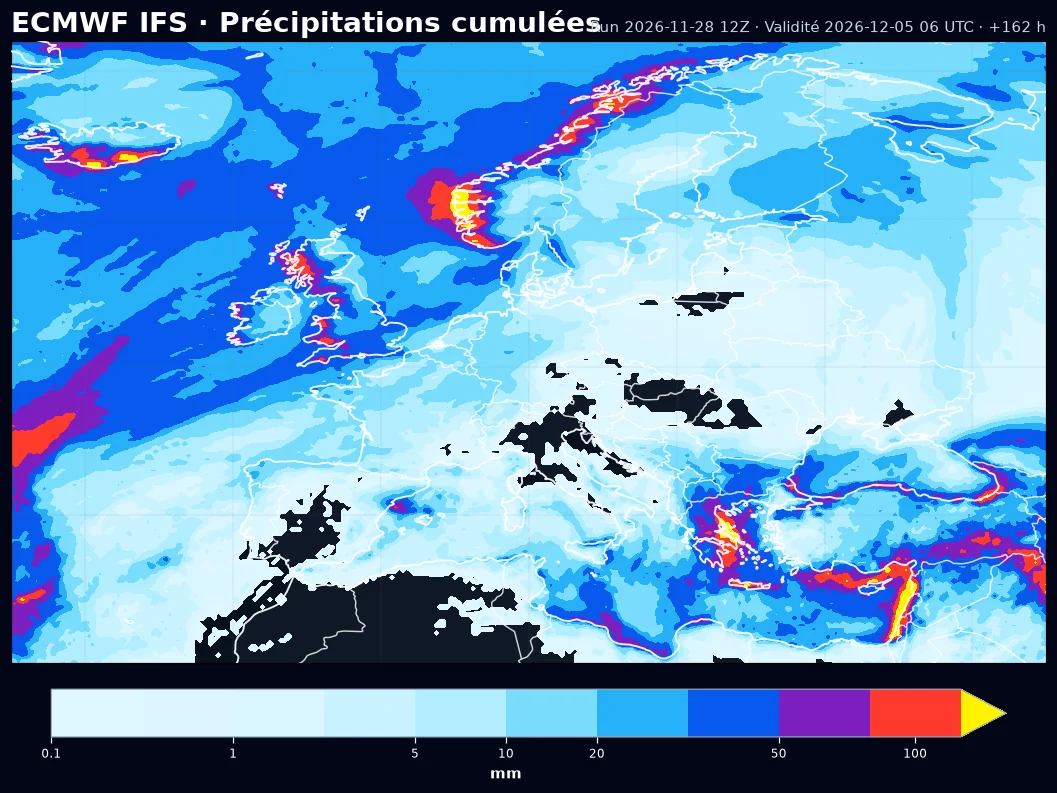 ECMWF IFS · Précipitations cumulées
Run 2026-11-28 12Z · Validité 2026-12-05 06 UTC · +162 h
0.1 1 5 10 20 50 100
mm